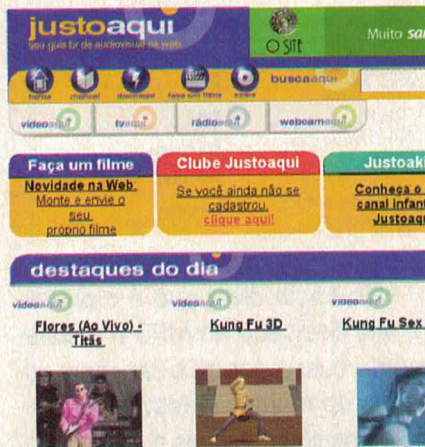 justoaqui
seu guia br de audiovisual na web
O SITE
Muito
home manual download faça um filme
buscaaqui
videoaqui tvaqui rádioaqui webcamaqui
Faça um filme
Novidade na Web.
Monte e envie o
seu
próprio filme
Clube Justoaqui
Se você ainda não se
cadastrou,
clique aqui!
Justoak
Conheça o
canal infant
Justoaqu
destaques do dia
videoaqui videoaqui videoaqui
Flores (Ao Vivo) -
Titãs
Kung Fu 3D
Kung Fu Sex